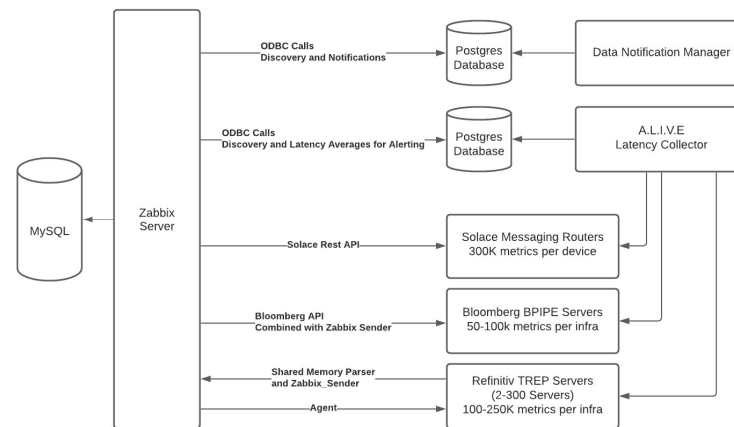 ODBC Calls
Discovery and Notifications
Postgres
Database
Data Notification Manager
ODBC Calls
Discovery and Latency Averages for Alerting
Postgres
Database
A.L.I.V.E
Latency Collector
MySQL
Zabbix
Server
Solace Rest API
Solace Messaging Routers
300K metrics per device
Bloomberg API
Combined with Zabbix Sender
Bloomberg BPIPE Servers
50-100k metrics per infra
Shared Memory Parser
and Zabbix_Sender
Agent
Refinitiv TREP Servers
(2-300 Servers)
100-250K metrics per infra